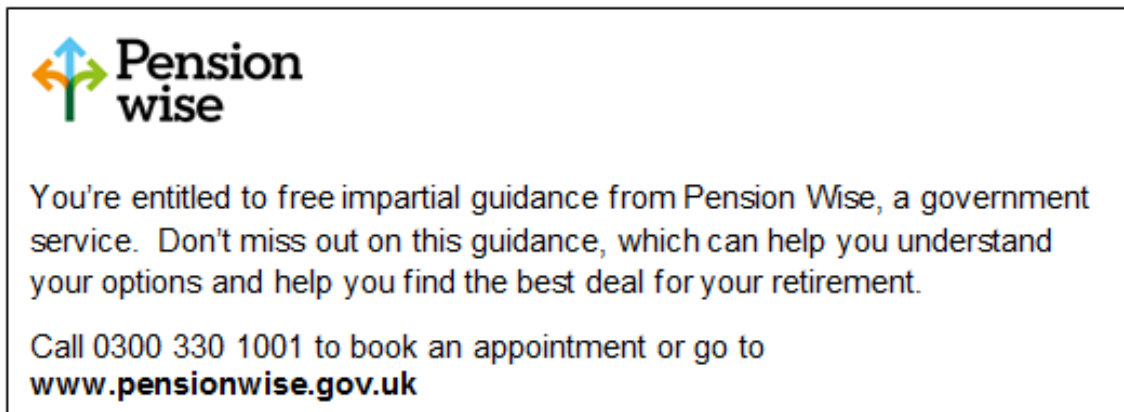 Pension
wise
You're entitled to free impartial guidance from Pension Wise, a government
service.  Don't miss out on this guidance, which can help you understand
your options and help you find the best deal for your retirement.
Call 0300 330 1001 to book an appointment or go to
www.pensionwise.gov.uk